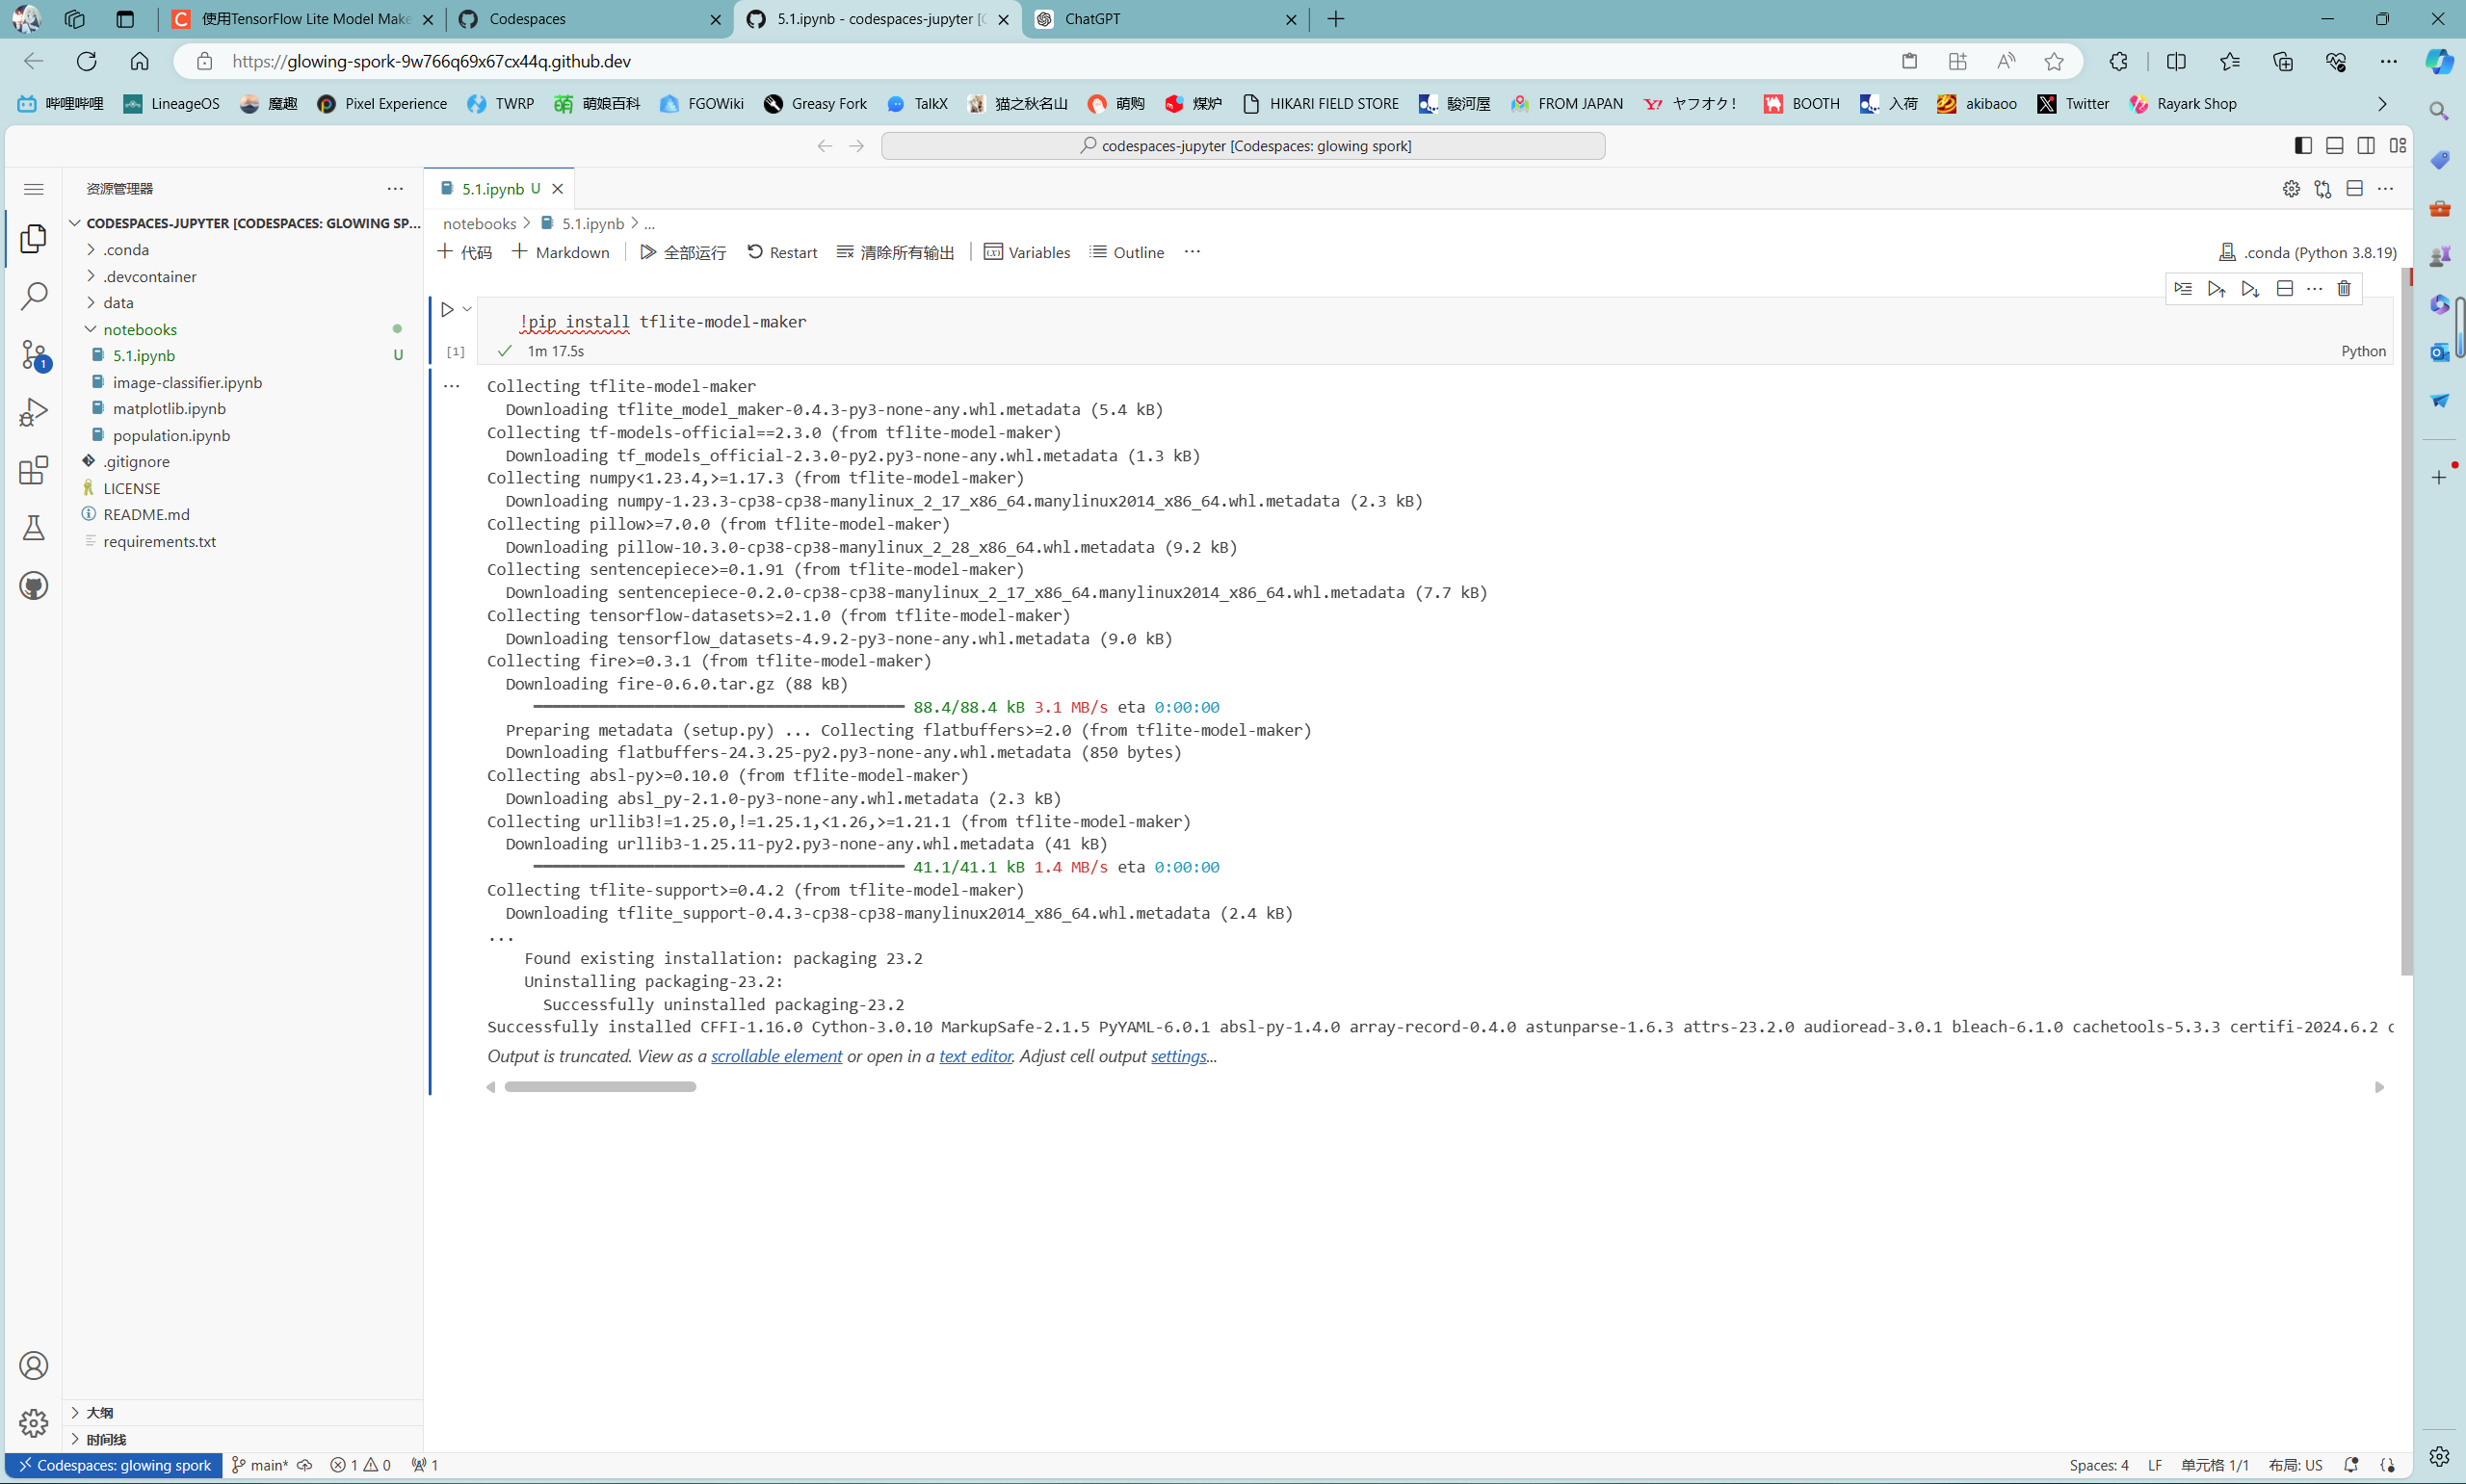 使用TensorFlow Lite Model Make
Codespaces
5.1.ipynb - codespaces-jupyter [C
ChatGPT
https://glowing-spork-9w766q69x67cx44q.github.dev
哔哩哔哩 LineageOS 魔趣 Pixel Experience TWRP 萌娘百科 FGOWiki Greasy Fork TalkX 猫之秋名山 萌购 煤炉 HIKARI FIELD STORE 駿河屋 FROM JAPAN ヤフオク! BOOTH 入荷 akibaoo Twitter Rayark Shop
codespaces-jupyter [Codespaces: glowing spork]
资源管理器
CODESPACES-JUPYTER [CODESPACES: GLOWING SP...
.conda
.devcontainer
data
notebooks
5.1.ipynb U
image-classifier.ipynb
matplotlib.ipynb
population.ipynb
.gitignore
LICENSE
README.md
requirements.txt
1
大纲
时间线
5.1.ipynb U
notebooks > 5.1.ipynb > ...
代码 Markdown 全部运行 Restart 清除所有输出 Variables Outline ...
.conda (Python 3.8.19)
!pip install tflite-model-maker
[1] 1m 17.5s
Python
Collecting tflite-model-maker
Downloading tflite_model_maker-0.4.3-py3-none-any.whl.metadata (5.4 kB)
Collecting tf-models-official==2.3.0 (from tflite-model-maker)
Downloading tf_models_official-2.3.0-py2.py3-none-any.whl.metadata (1.3 kB)
Collecting numpy<1.23.4,>=1.17.3 (from tflite-model-maker)
Downloading numpy-1.23.3-cp38-cp38-manylinux_2_17_x86_64.manylinux2014_x86_64.whl.metadata (2.3 kB)
Collecting pillow>=7.0.0 (from tflite-model-maker)
Downloading pillow-10.3.0-cp38-cp38-manylinux_2_28_x86_64.whl.metadata (9.2 kB)
Collecting sentencepiece>=0.1.91 (from tflite-model-maker)
Downloading sentencepiece-0.2.0-cp38-cp38-manylinux_2_17_x86_64.manylinux2014_x86_64.whl.metadata (7.7 kB)
Collecting tensorflow-datasets>=2.1.0 (from tflite-model-maker)
Downloading tensorflow_datasets-4.9.2-py3-none-any.whl.metadata (9.0 kB)
Collecting fire>=0.3.1 (from tflite-model-maker)
Downloading fire-0.6.0.tar.gz (88 kB)
88.4/88.4 kB 3.1 MB/s eta 0:00:00
Preparing metadata (setup.py) ... Collecting flatbuffers>=2.0 (from tflite-model-maker)
Downloading flatbuffers-24.3.25-py2.py3-none-any.whl.metadata (850 bytes)
Collecting absl-py>=0.10.0 (from tflite-model-maker)
Downloading absl_py-2.1.0-py3-none-any.whl.metadata (2.3 kB)
Collecting urllib3!=1.25.0,!=1.25.1,<1.26,>=1.21.1 (from tflite-model-maker)
Downloading urllib3-1.25.11-py2.py3-none-any.whl.metadata (41 kB)
41.1/41.1 kB 1.4 MB/s eta 0:00:00
Collecting tflite-support>=0.4.2 (from tflite-model-maker)
Downloading tflite_support-0.4.3-cp38-cp38-manylinux2014_x86_64.whl.metadata (2.4 kB)
...
Found existing installation: packaging 23.2
Uninstalling packaging-23.2:
Successfully uninstalled packaging-23.2
Successfully installed CFFI-1.16.0 Cython-3.0.10 MarkupSafe-2.1.5 PyYAML-6.0.1 absl-py-1.4.0 array-record-0.4.0 astunparse-1.6.3 attrs-23.2.0 audioread-3.0.1 bleach-6.1.0 cachetools-5.3.3 certifi-2024.6.2 c
Output is truncated. View as a scrollable element or open in a text editor. Adjust cell output settings...
Codespaces: glowing spork main* 1 0 1
Spaces: 4 LF 单元格 1/1 布局: US